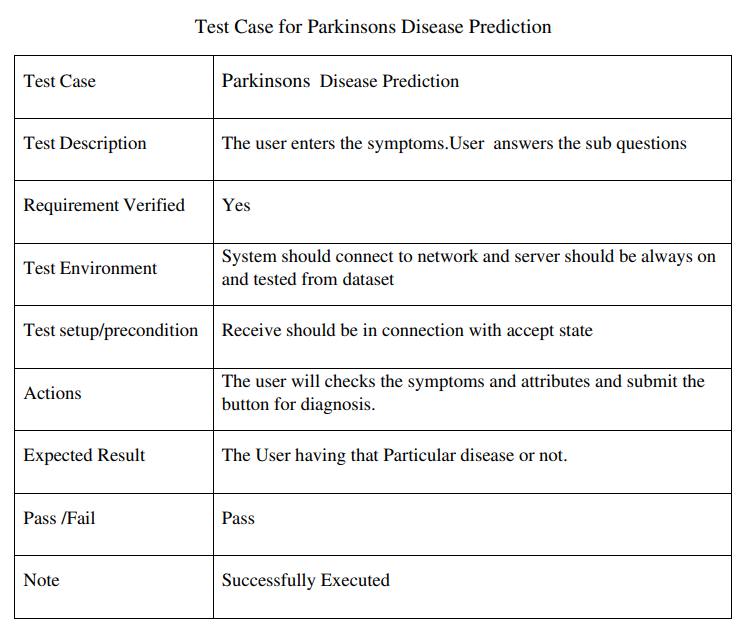 Test Case for Parkinsons Disease Prediction
Test Case
Parkinsons Disease Prediction
Test Description
The user enters the symptoms.User answers the sub questions
Requirement Verified
Yes
Test Environment
System should connect to network and server should be always on
and tested from dataset
Test setup/precondition
Receive should be in connection with accept state
Actions
The user will checks the symptoms and attributes and submit the
button for diagnosis.
Expected Result
The User having that Particular disease or not.
Pass /Fail
Pass
Note
Successfully Executed